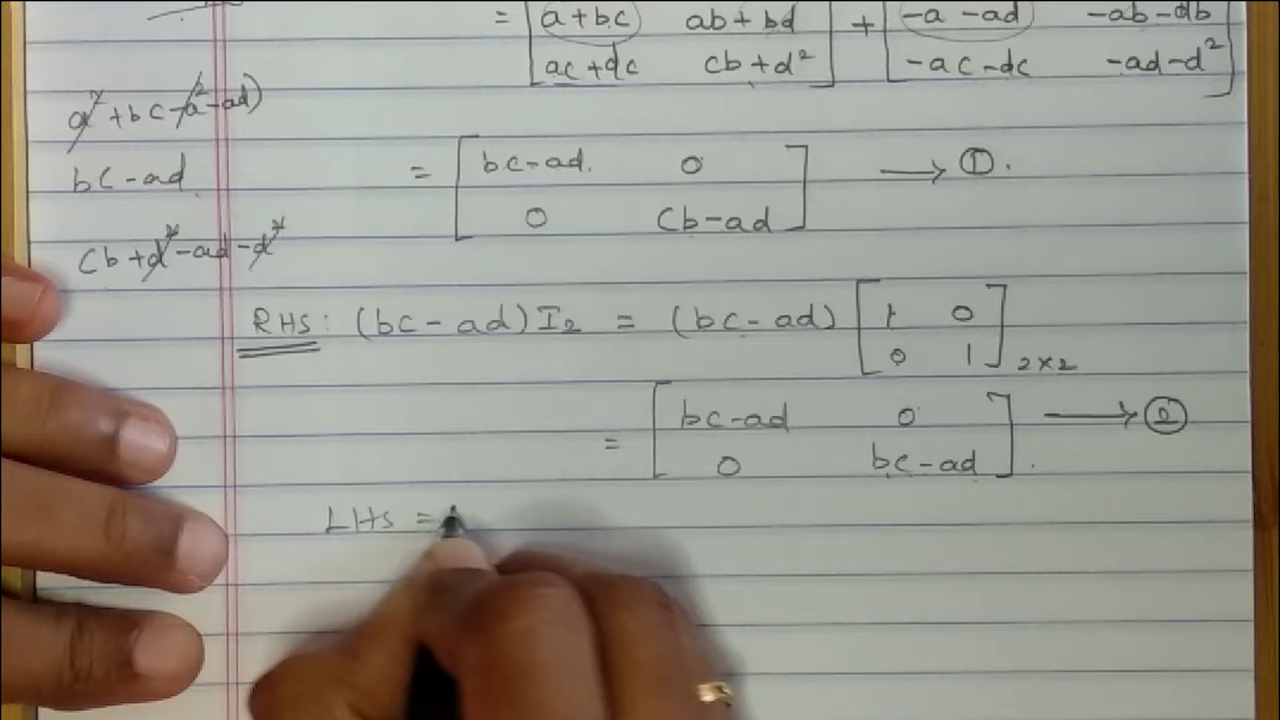 = [a+bc ab+bd + [-a-ad -ab-db
ac+dc cb+d²] -ac-dc -ad-d²]
a² +bc-a²-ad)
bc-ad
= [bc-ad. 0
0 cb-ad] → ①.
cb+d²-ad-d²
RHS: (bc-ad)I₂ = (bc-ad) [1 0
0 1]₂ₓ₂
= [bc-ad 0
0 bc-ad]. → ②
LHS =